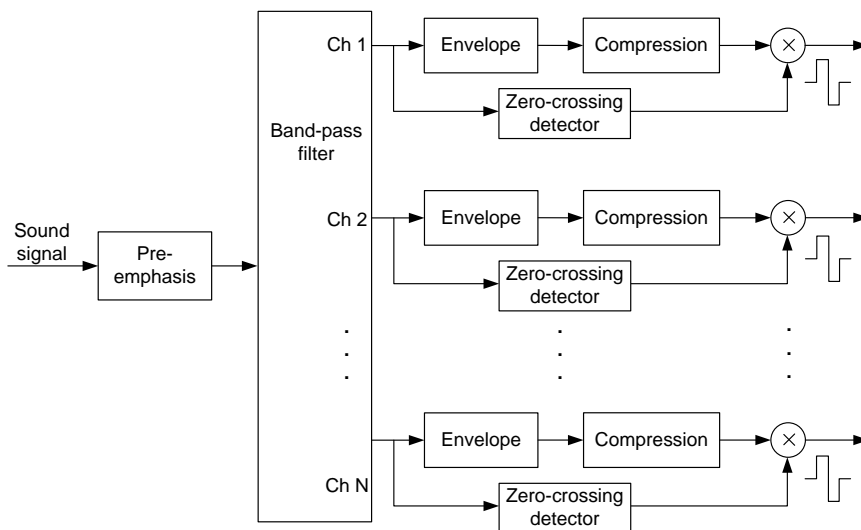 Ch 1
Envelope
Compression
Zero-crossing
detector
Band-pass
filter
Sound
signal
Pre-
emphasis
Ch 2
Envelope
Compression
Zero-crossing
detector
Envelope
Compression
Ch N
Zero-crossing
detector